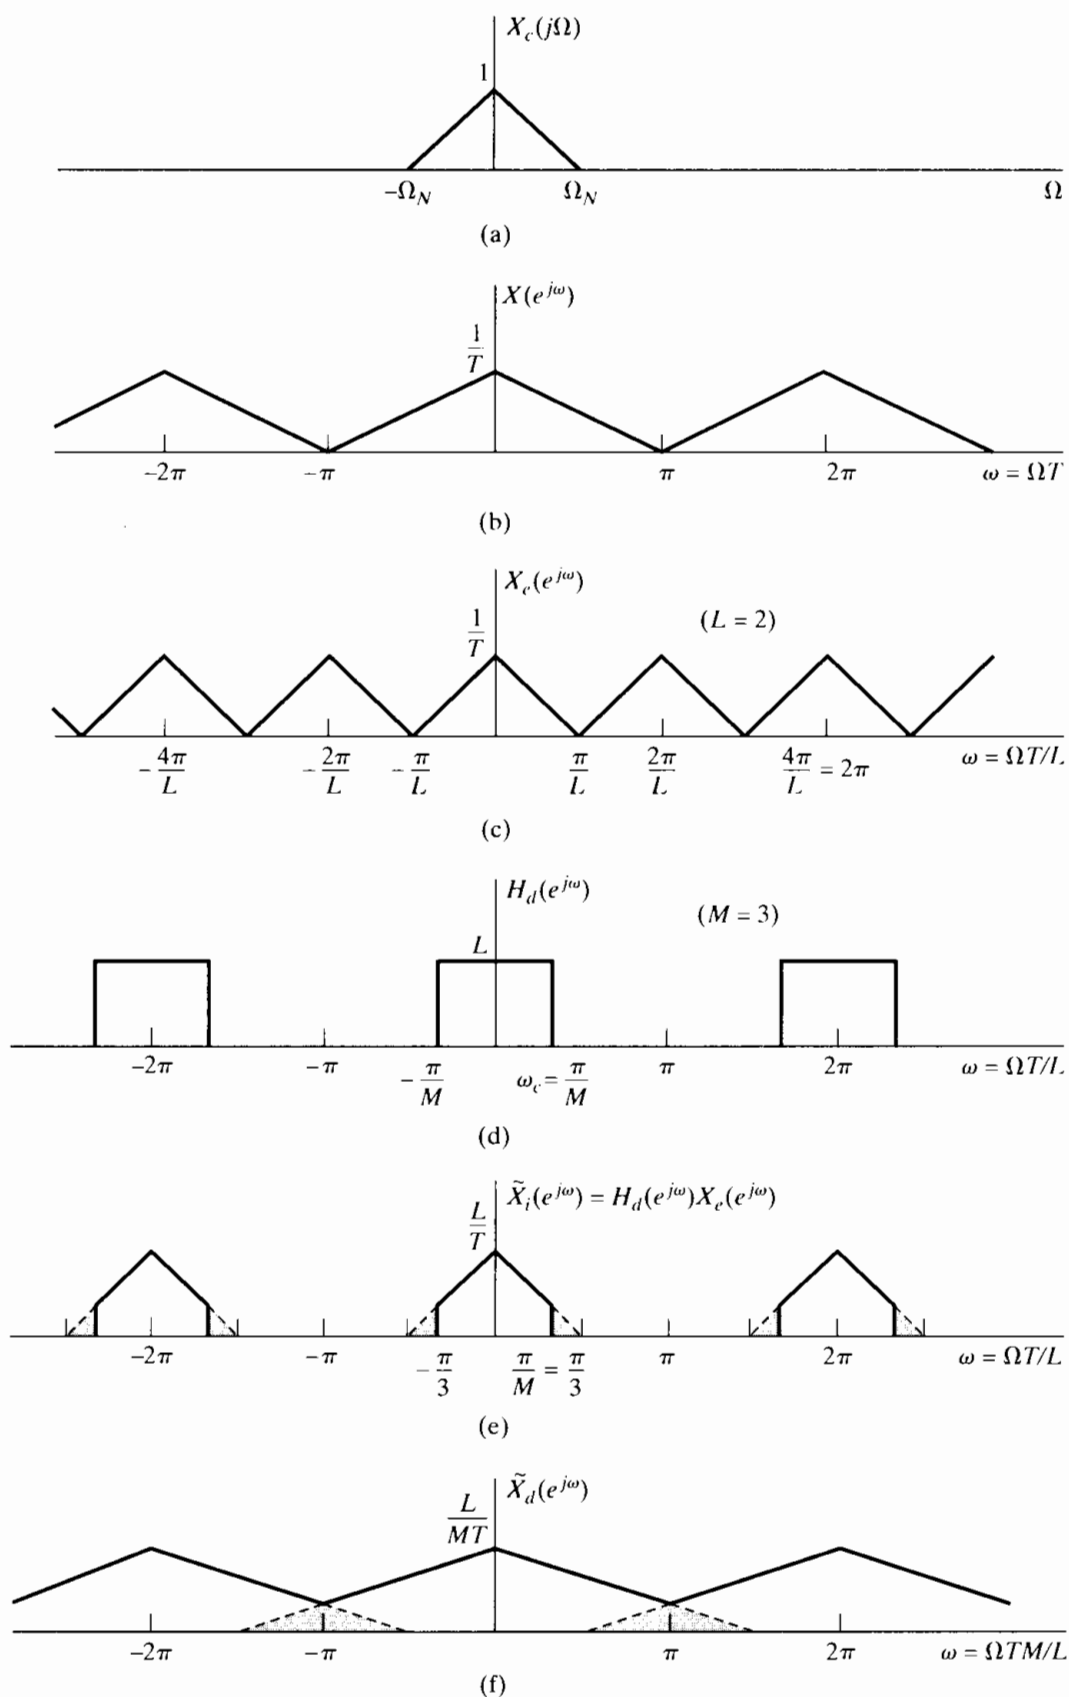 X_c(jΩ)
1
−Ω_N
Ω_N
Ω
(a)
X(e^{jω})
1/T
−2π
−π
π
2π
ω = ΩT
(b)
X_e(e^{jω})
1/T
(L = 2)
−4π/L
−2π/L
−π/L
π/L
2π/L
4π/L = 2π
ω = ΩT/L
(c)
H_d(e^{jω})
(M = 3)
L
−2π
−π
−π/M
ω_c = π/M
π
2π
ω = ΩT/L
(d)
X̃_i(e^{jω}) = H_d(e^{jω})X_e(e^{jω})
L/T
−2π
−π
−π/3
π/M = π/3
π
2π
ω = ΩT/L
(e)
X̃_d(e^{jω})
L/MT
−2π
−π
π
2π
ω = ΩTM/L
(f)